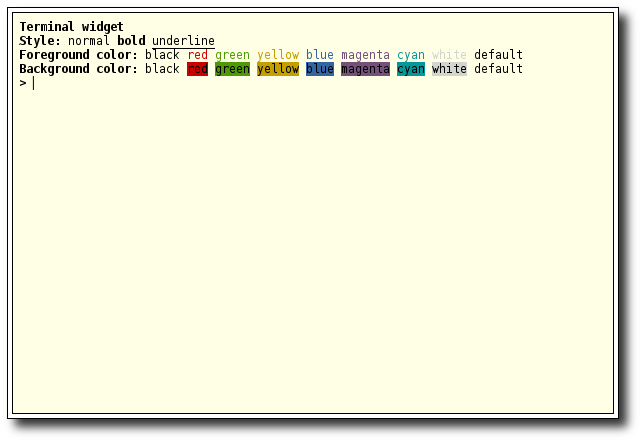 Terminal widget
Style: normal bold underline
Foreground color: black red green yellow blue magenta cyan white default
Background color: black red green yellow blue magenta cyan white default
>